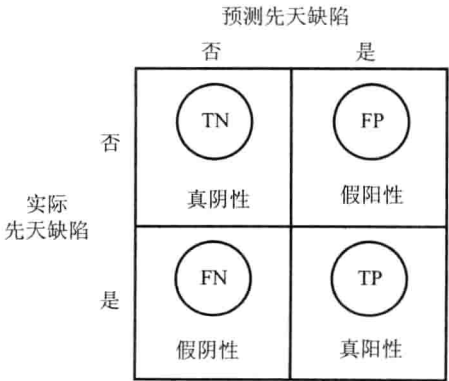 预测先天缺陷
否 是
否
TN FP
真阴性 假阳性
实际
先天缺陷
是
FN TP
假阴性 真阳性